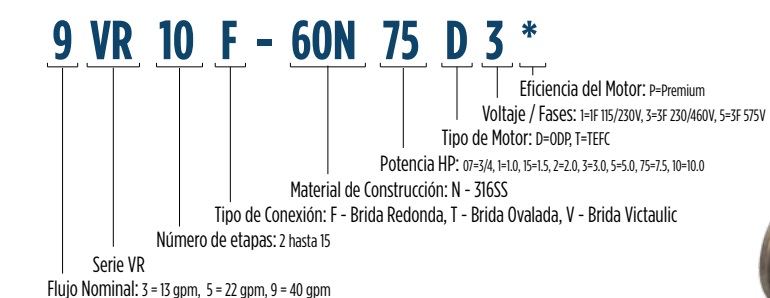 9 VR 10 F - 60N 75 D 3 *
Eficiencia del Motor: P=Premium
Voltaje / Fases: 1=1F 115/230V, 3=3F 230/460V, 5=3F 575V
Tipo de Motor: D=ODP, T=TEFC
Potencia HP: 07=3/4, 1=1.0, 15=1.5, 2=2.0, 3=3.0, 5=5.0, 75=7.5, 10=10.0
Material de Construcción: N - 316SS
Tipo de Conexión: F - Brida Redonda, T - Brida Ovalada, V - Brida Victaulic
Número de etapas: 2 hasta 15
Serie VR
Flujo Nominal: 3 = 13 gpm, 5 = 22 gpm, 9 = 40 gpm